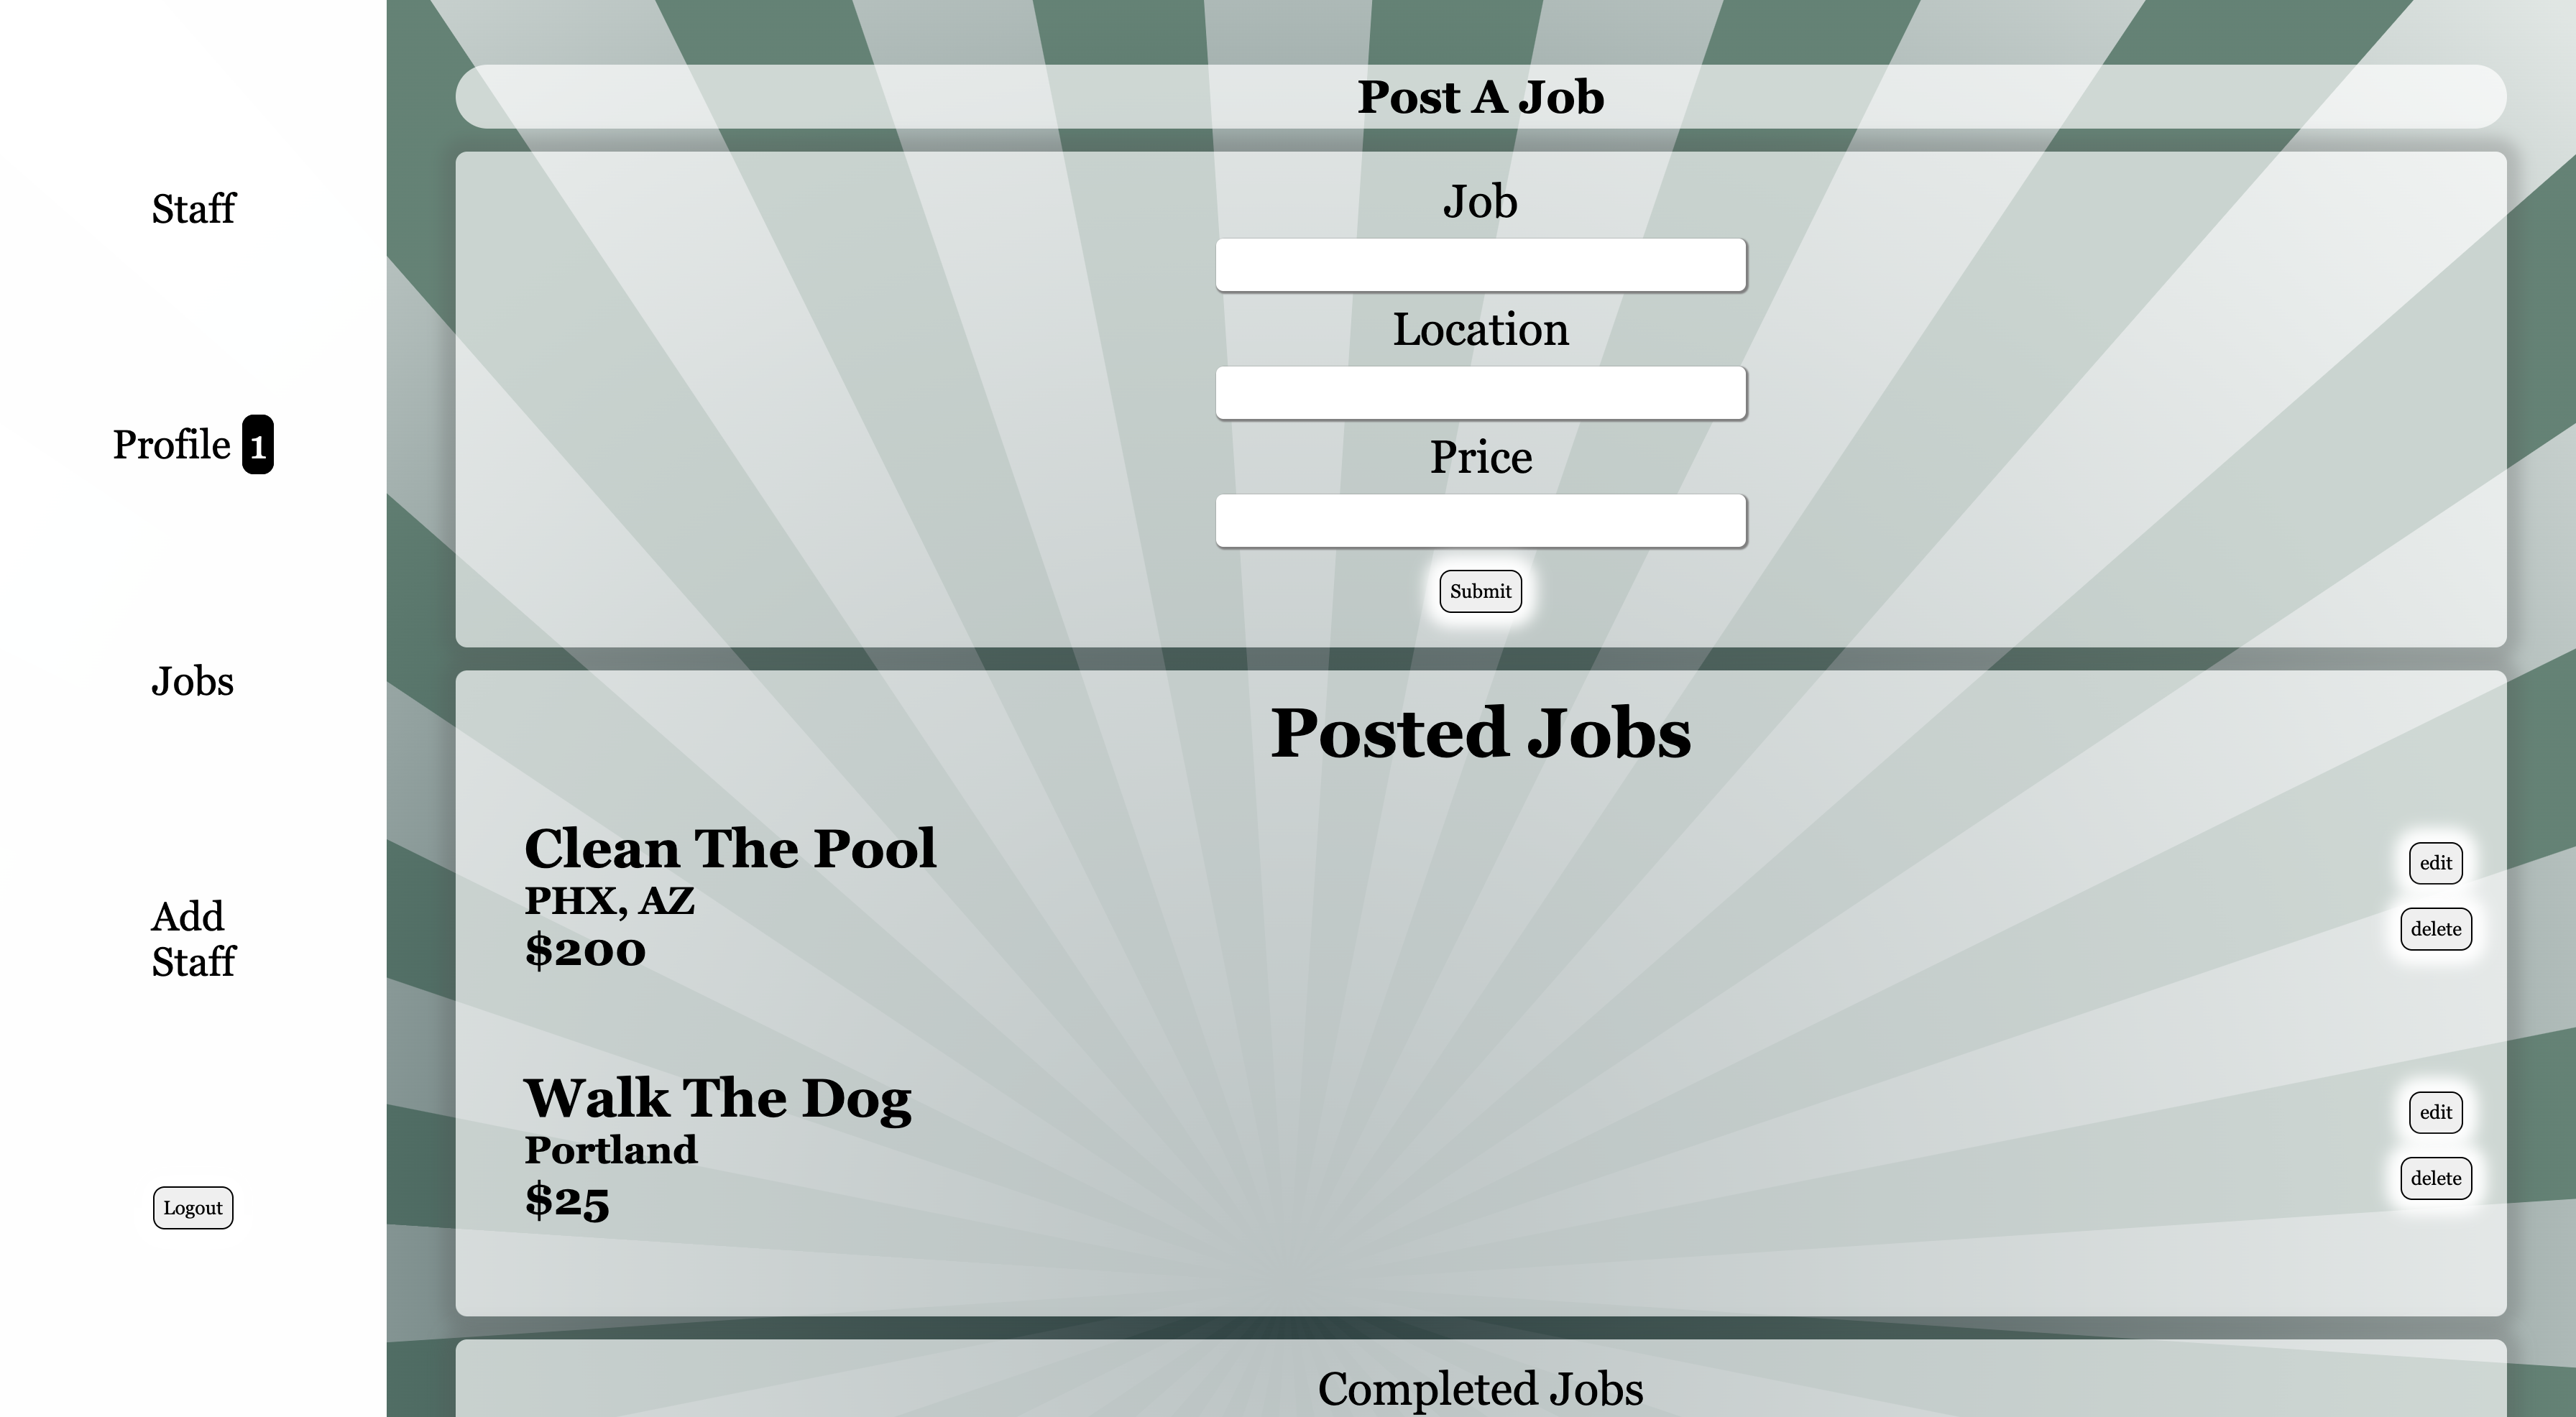 Staff
Profile 1
Jobs
Add
Staff
Logout
Post A Job
Job
Location
Price
Submit
Posted Jobs
Clean The Pool
PHX, AZ
$200
edit
delete
Walk The Dog
Portland
$25
edit
delete
Completed Jobs